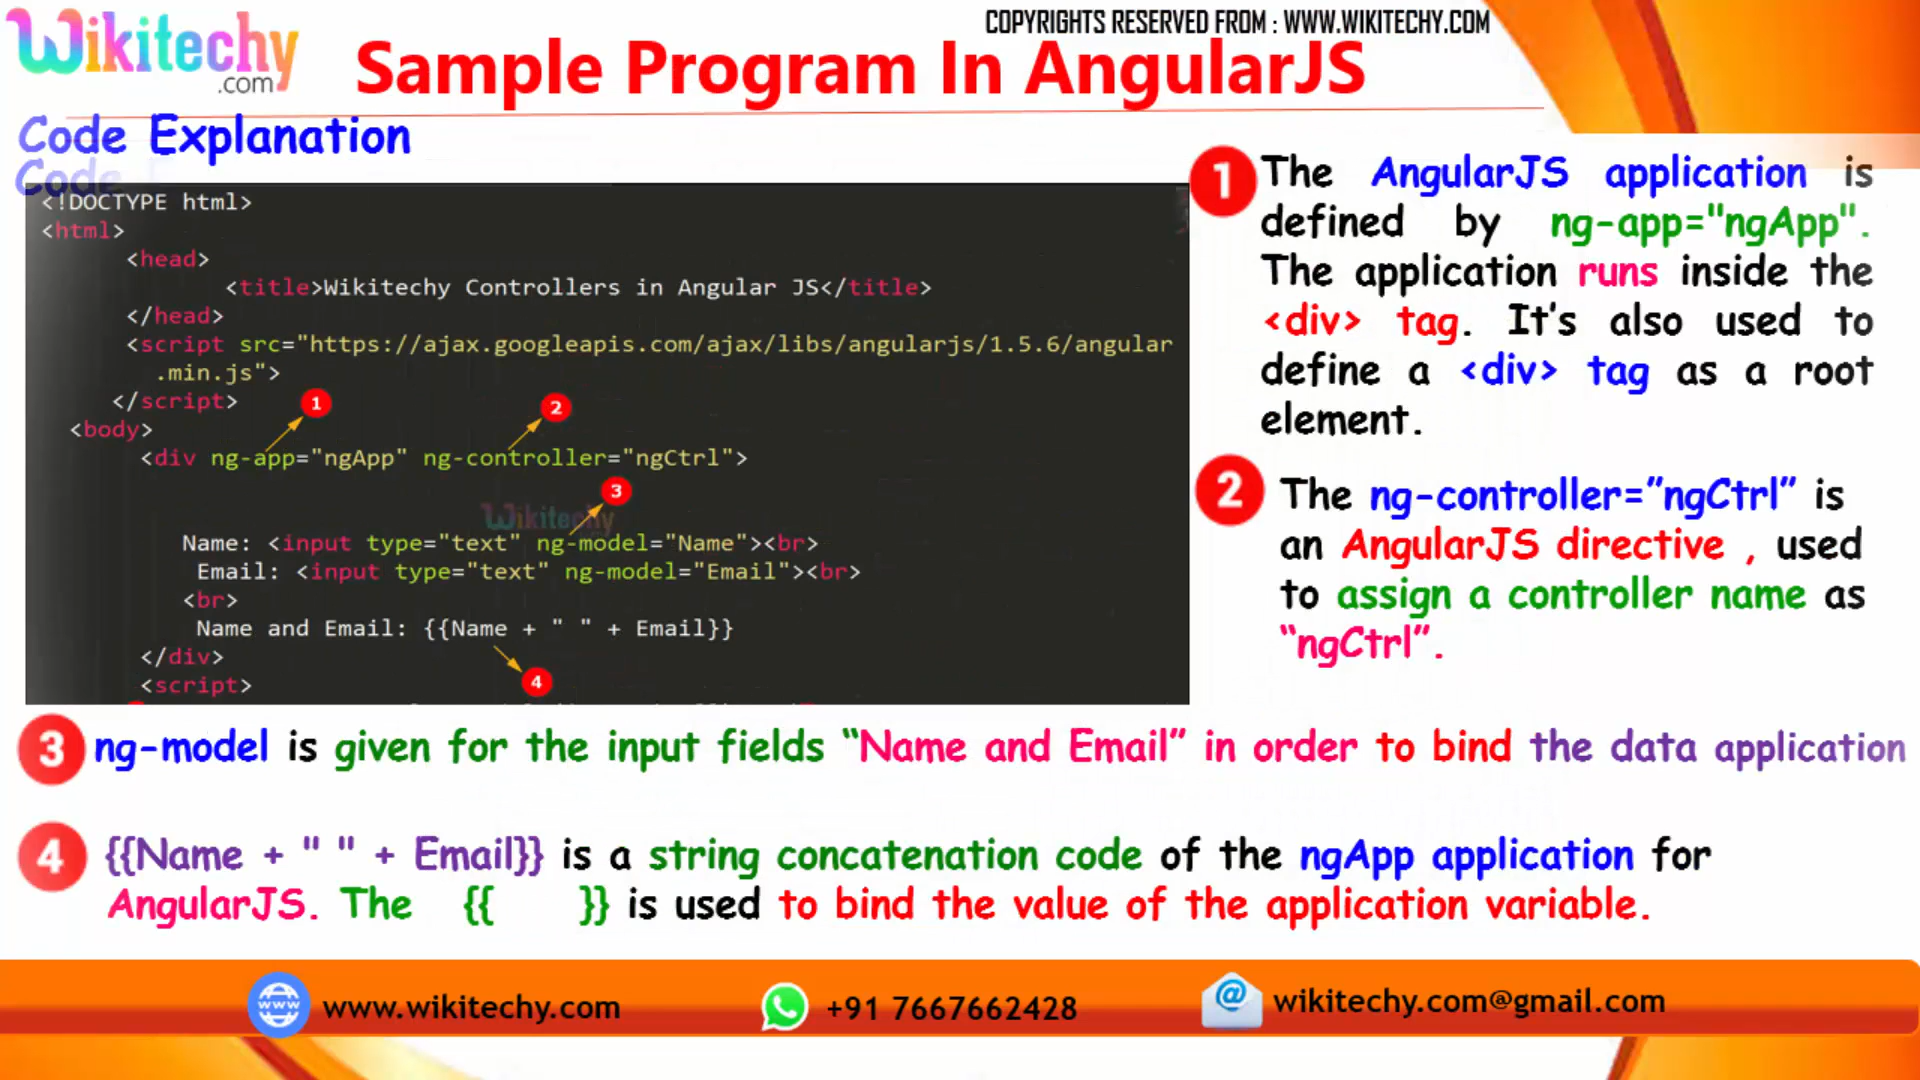 Wikitechy
.com
COPYRIGHTS RESERVED FROM : WWW.WIKITECHY.COM
Sample Program In AngularJS
Code Explanation
Code
<!DOCTYPE html>
<html>
<head>
<title>Wikitechy Controllers in Angular JS</title>
</head>
<script src="https://ajax.googleapis.com/ajax/libs/angularjs/1.5.6/angular
.min.js">
</script>
1
2
<body>
<div ng-app="ngApp" ng-controller="ngCtrl">
3
Wikitechy
Name: <input type="text" ng-model="Name"><br>
Email: <input type="text" ng-model="Email"><br>
<br>
Name and Email: {{Name + " " + Email}}
</div>
4
<script>
1 The AngularJS application is
defined by ng-app="ngApp".
The application runs inside the
<div> tag. It's also used to
define a <div> tag as a root
element.
2 The ng-controller=”ngCtrl” is
an AngularJS directive , used
to assign a controller name as
“ngCtrl”.
3 ng-model is given for the input fields “Name and Email” in order to bind the data application
4 {{Name + " " + Email}} is a string concatenation code of the ngApp application for
AngularJS. The {{ }} is used to bind the value of the application variable.
www www.wikitechy.com
+91 7667662428
@ wikitechy.com@gmail.com